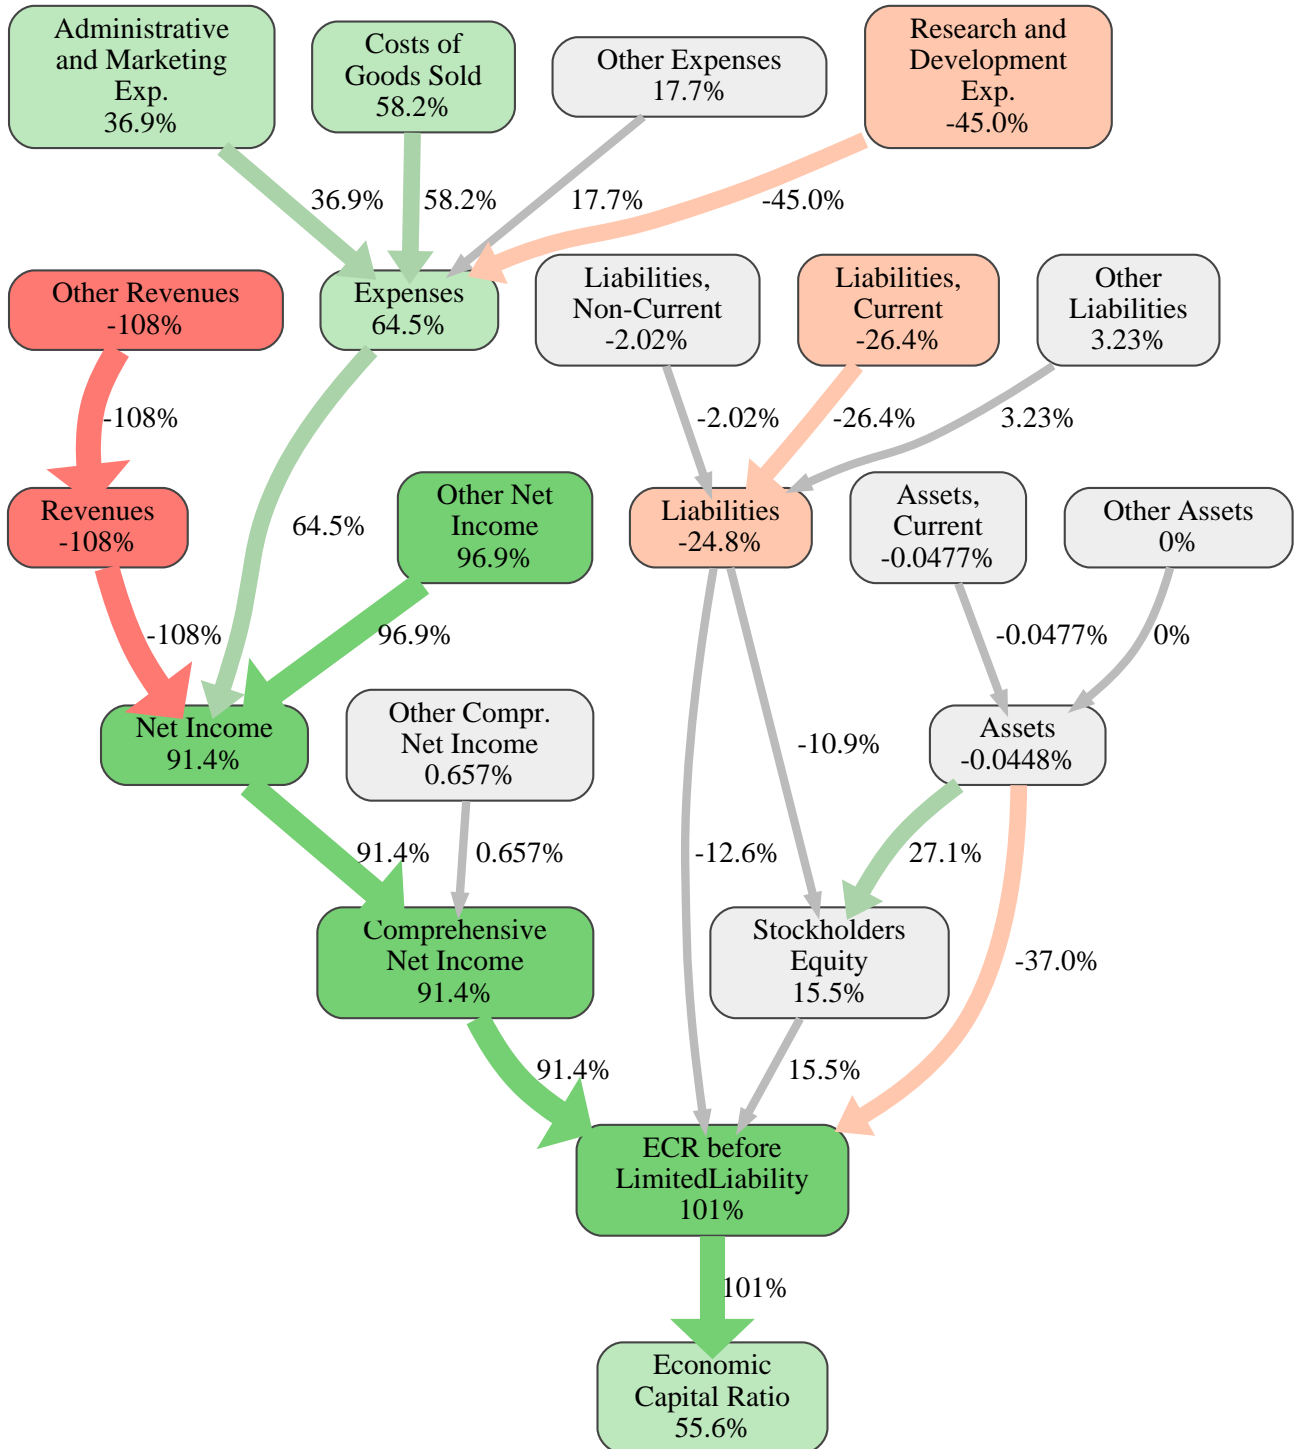 Administrative
and Marketing
Exp.
36.9%
Costs of
Goods Sold
58.2%
Other Expenses
17.7%
Research and
Development
Exp.
-45.0%
36.9%
58.2%
17.7%
-45.0%
Other Revenues
-108%
Expenses
64.5%
Liabilities,
Non-Current
-2.02%
Liabilities,
Current
-26.4%
Other
Liabilities
3.23%
-108%
-2.02%
-26.4%
3.23%
Revenues
-108%
64.5%
Other Net
Income
96.9%
Liabilities
-24.8%
Assets,
Current
-0.0477%
Other Assets
0%
-108%
96.9%
-0.0477%
0%
Net Income
91.4%
Other Compr.
Net Income
0.657%
-10.9%
Assets
-0.0448%
91.4%
0.657%
-12.6%
27.1%
Comprehensive
Net Income
91.4%
Stockholders
Equity
15.5%
-37.0%
91.4%
15.5%
ECR before
LimitedLiability
101%
101%
Economic
Capital Ratio
55.6%